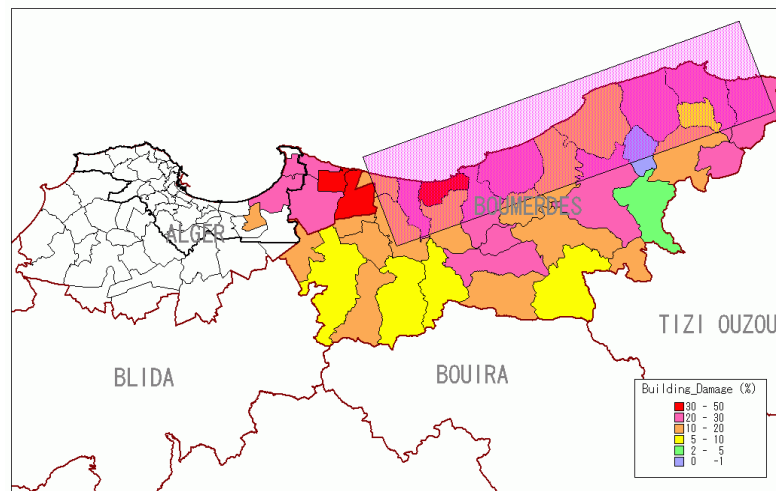 BOUMERDES
ALGER
TIZI OUZOU
BLIDA
BOUIRA
Building_Damage (%)
30 - 50
20 - 30
10 - 20
5 - 10
2 - 5
0 -1